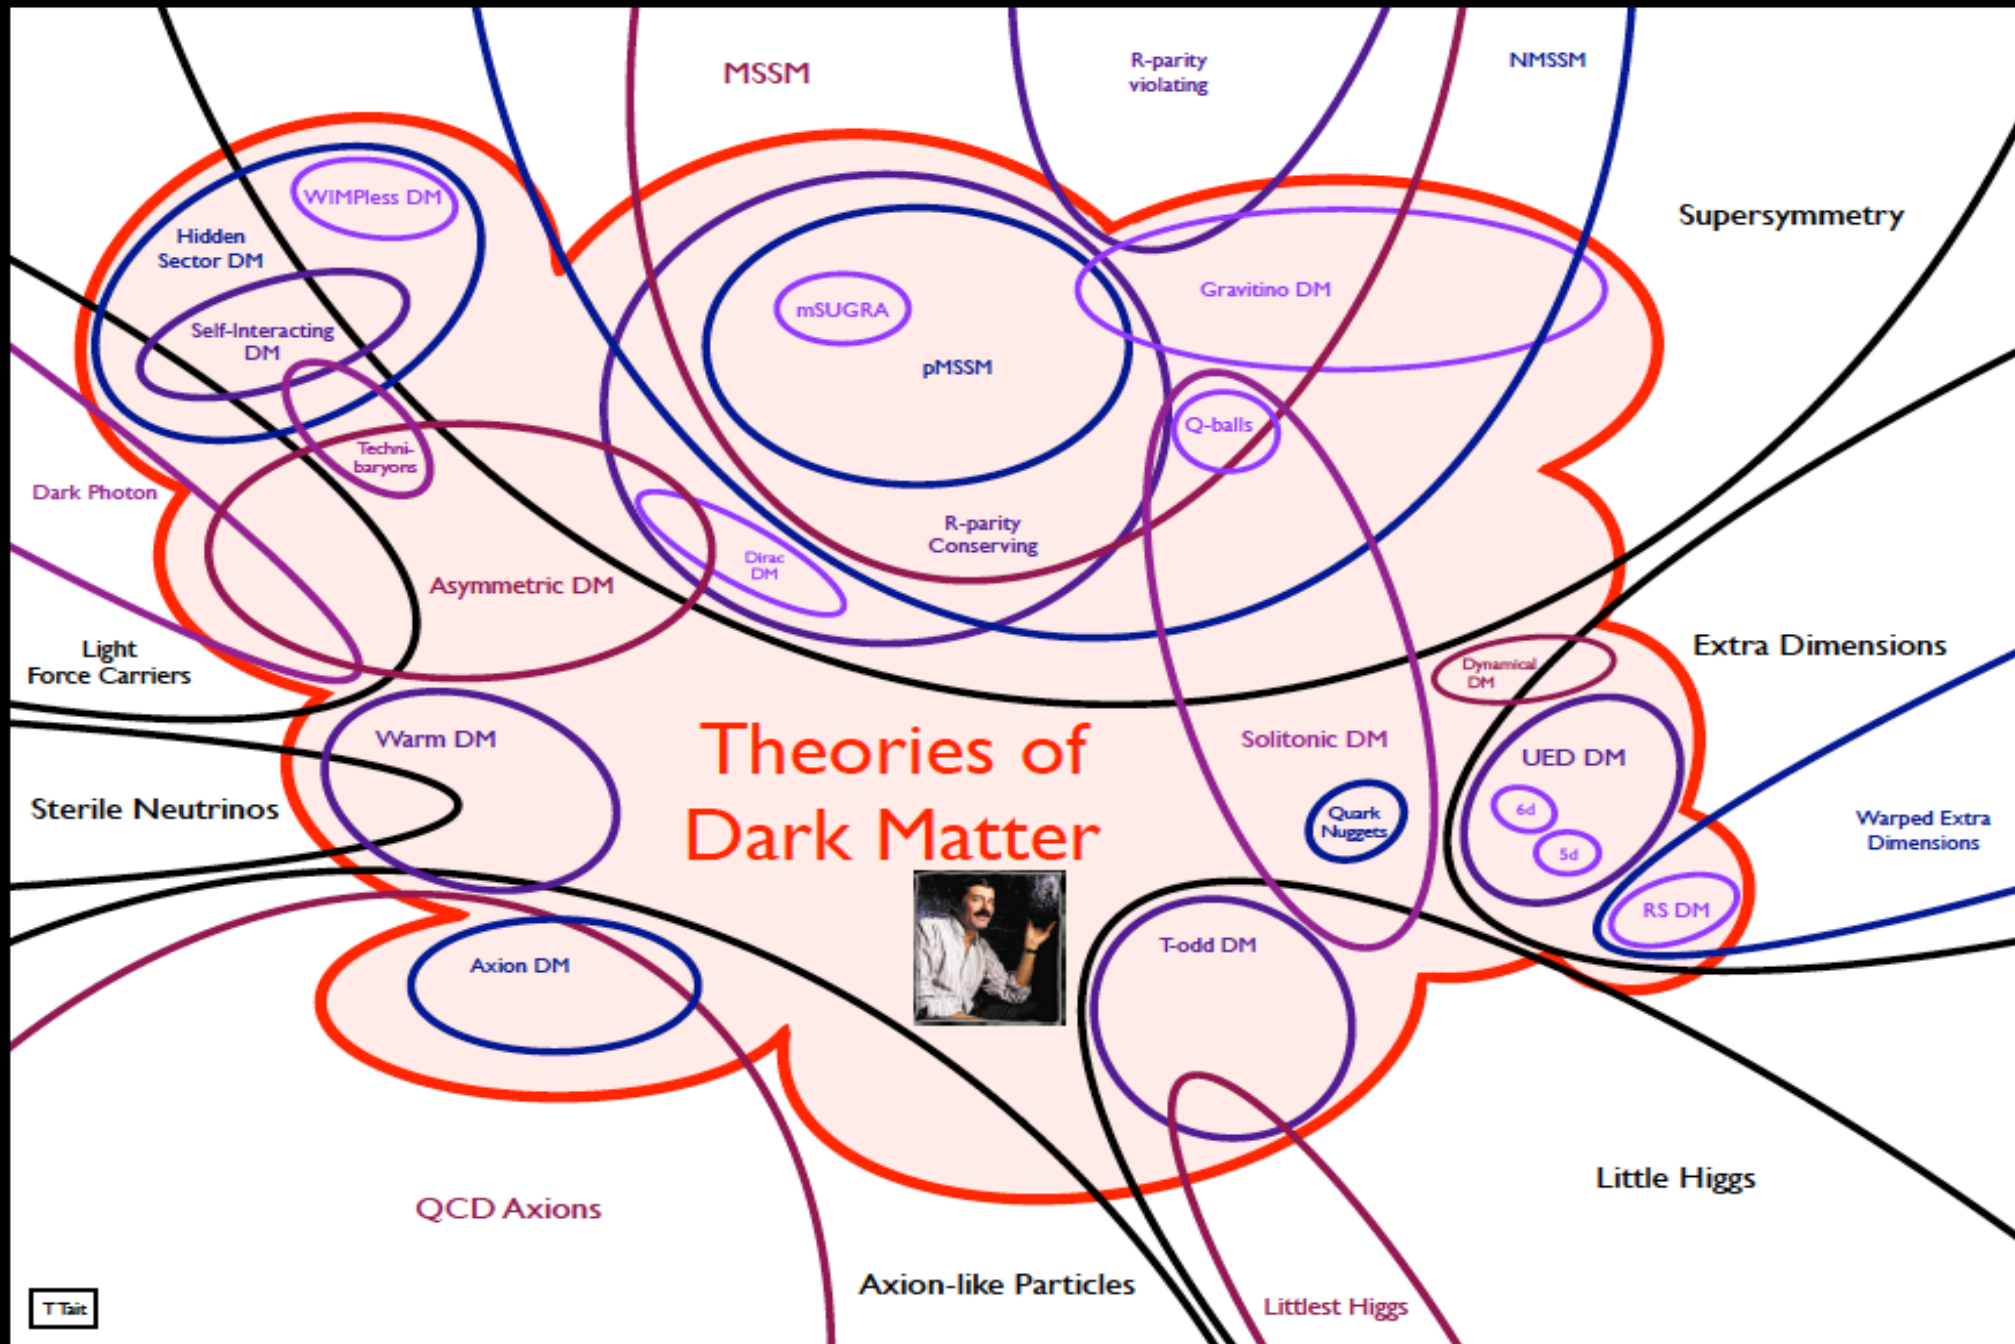 MSSM
R-parity
violating
NMSSM
Supersymmetry
WIMPless DM
Hidden
Sector DM
Self-Interacting
DM
mSUGRA
pMSSM
Gravitino DM
Q-balls
Techni-
baryons
Dark Photon
R-parity
Conserving
Dirac
DM
Asymmetric DM
Light
Force Carriers
Extra Dimensions
Dynamical
DM
Warm DM
Theories of
Dark Matter
Solitonic DM
UED DM
6d
5d
Quark
Nuggets
Sterile Neutrinos
Warped Extra
Dimensions
RS DM
T-odd DM
Axion DM
Little Higgs
QCD Axions
Axion-like Particles
Littlest Higgs
T Tait